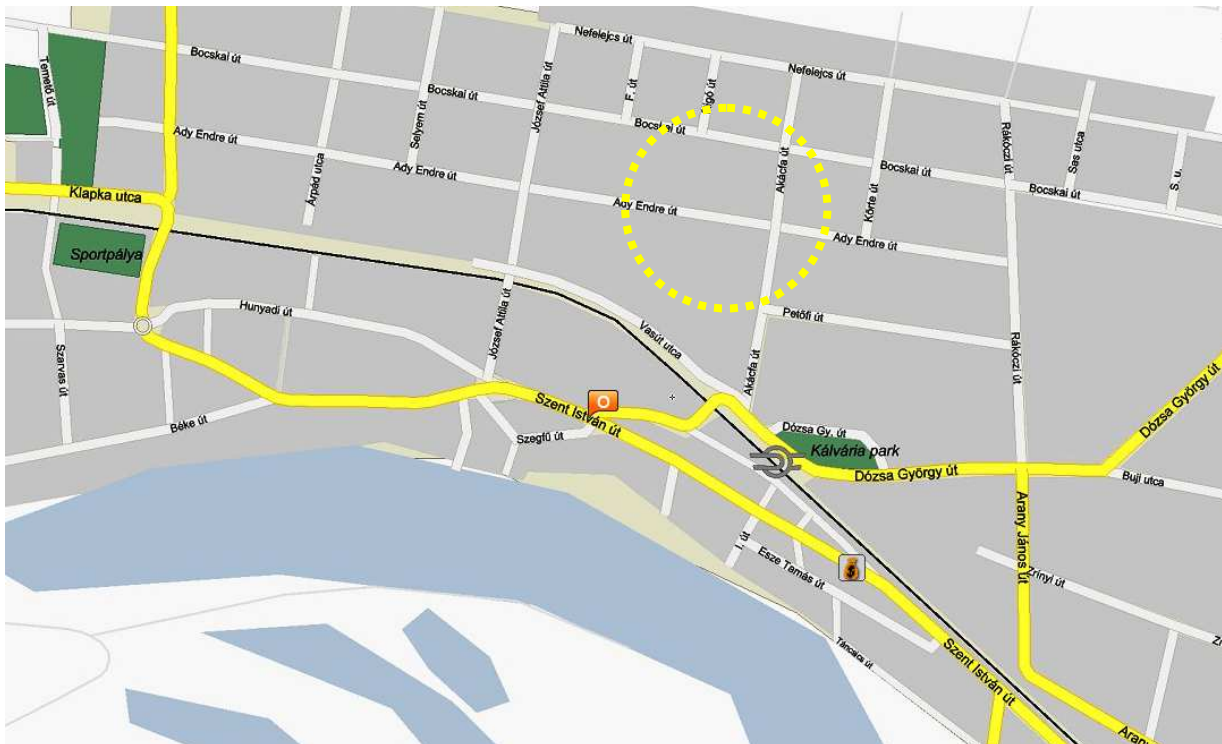 Nefelejcs út
Bocskai út
Temető út
Nefelejcs út
József Attila út
F. út
Bocskai út
Selyem út
Bocskai út
Ady Endre út
Rákóczi út
Sas utca
Ady Endre út
Bocskai út
Akácfa út
Árpád utca
Klapka utca
S. u.
Bocskai út
Körte út
Ady Endre út
Ady Endre út
Sportpálya
Hunyadi út
József Attila út
Petőfi út
Vasút utca
Szarvas út
Rákóczi út
Akácfa út
Dózsa György út
Szent István út
Béke út
Szegfű út
Dózsa Gy. út
Kálvária park
Dózsa György út
Buji utca
Arany János út
I. út
Esze Tamás út
Zrínyi út
Táncsics út
Szent István út
Arany